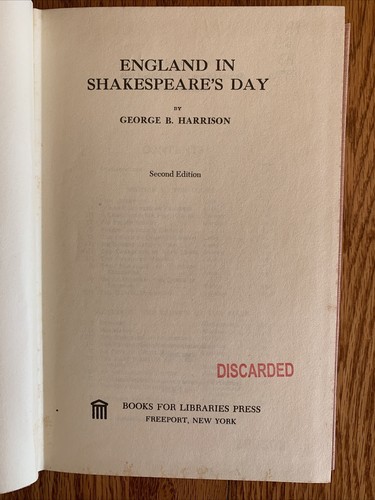 ENGLAND IN
SHAKESPEARE'S DAY
BY
GEORGE B. HARRISON
Second Edition
DISCARDED
BOOKS FOR LIBRARIES PRESS
FREEPORT, NEW YORK